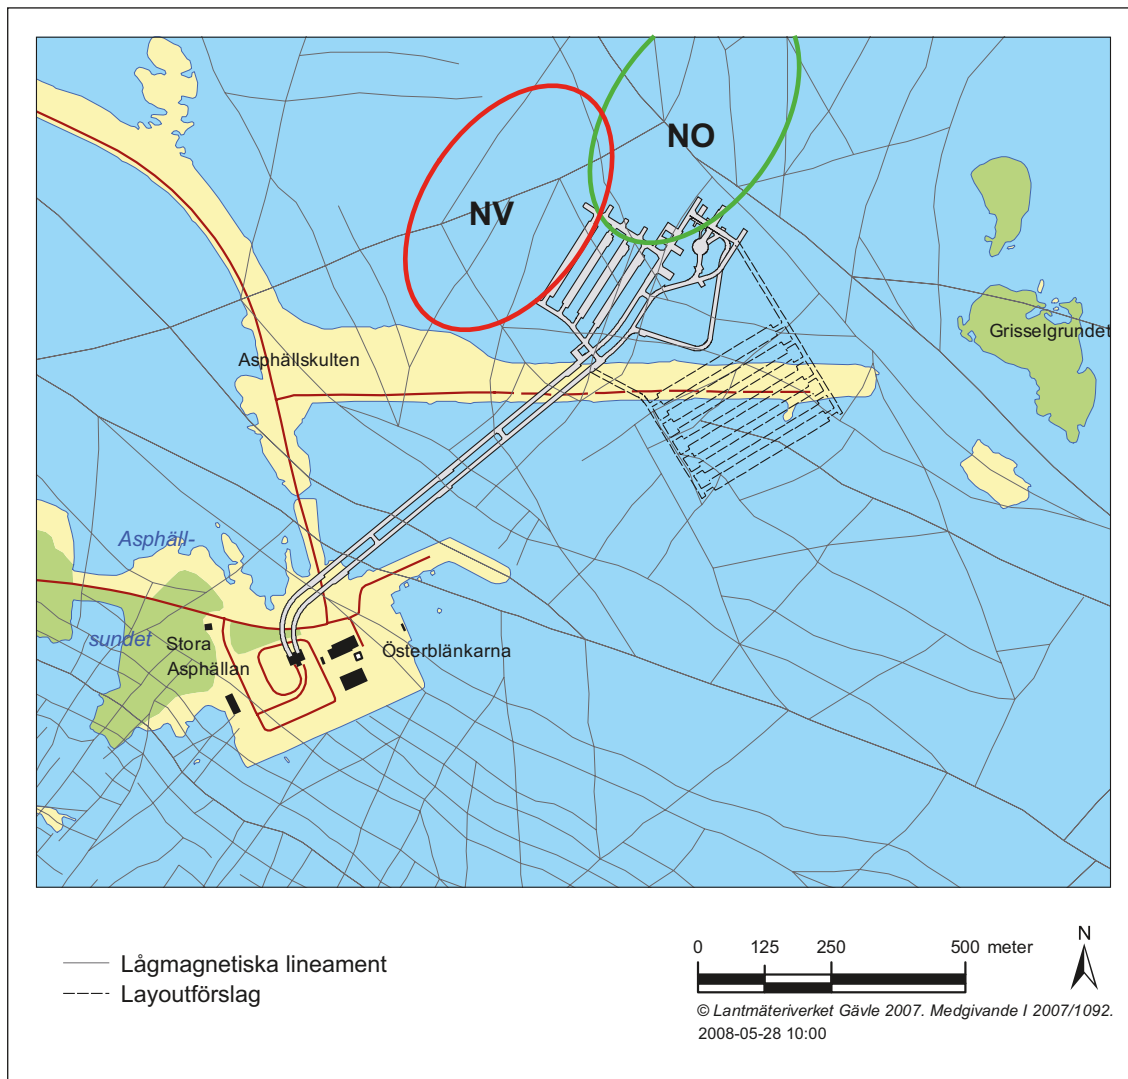 NO
NV
Grisselgrundet
Asphällskulten
Asphäll-
sundet
Stora
Asphällan
Österblänkarna
Lågmagnetiska lineament
Layoutförslag
0 125 250 500 meter
N
© Lantmäteriverket Gävle 2007. Medgivande I 2007/1092.
2008-05-28 10:00